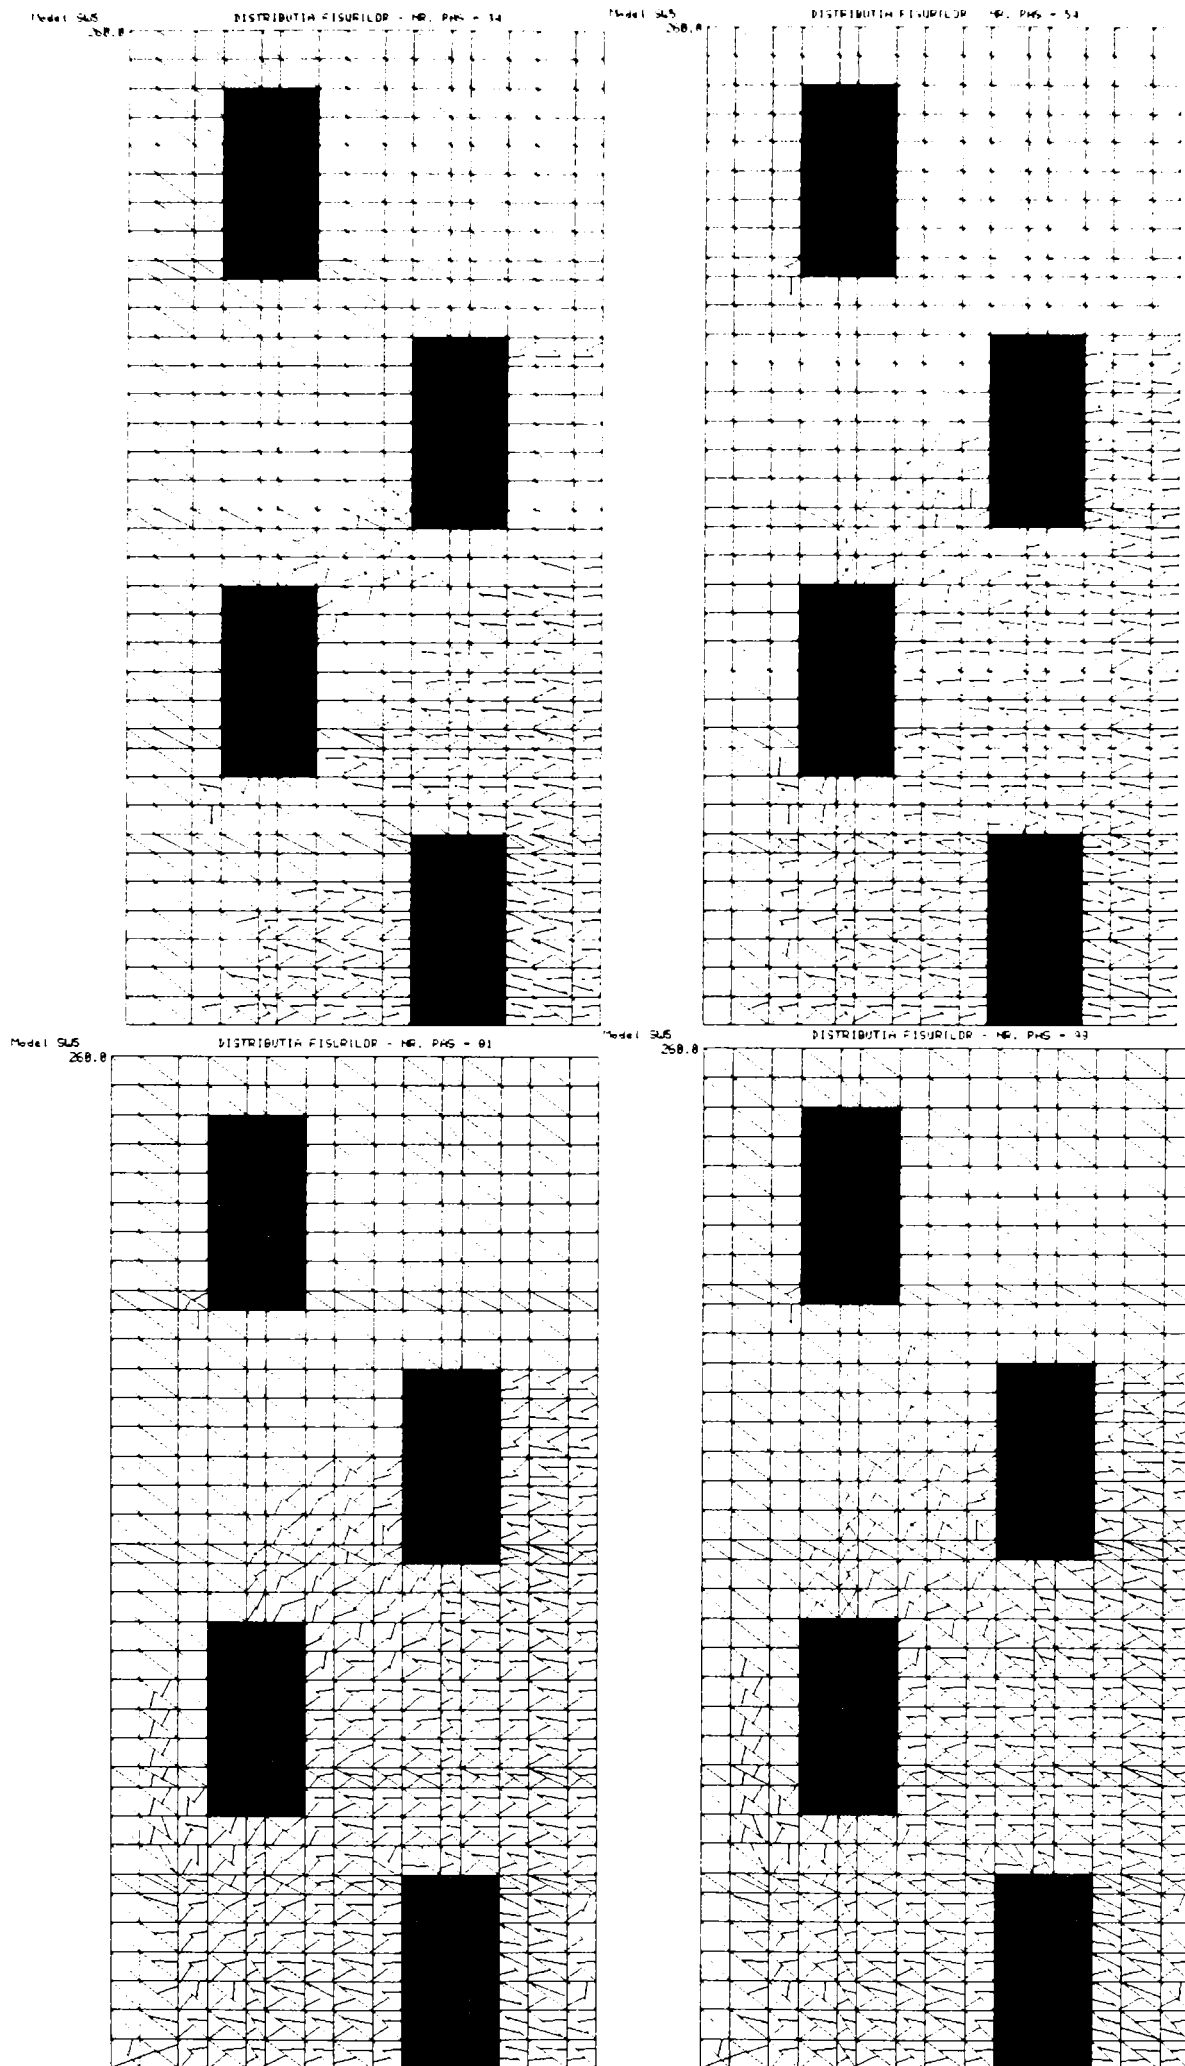 Model SW5 DISTRIBUTIA FISURILOR - NR. PAS = 34
260.0
Model SW5 DISTRIBUTIA FISURILOR NR. PAS = 54
260.0
Model SW5 DISTRIBUTIA FISURILOR - NR. PAS = 81
260.0
Model SW5 DISTRIBUTIA FISURILOR - NR. PAS = 93
260.0